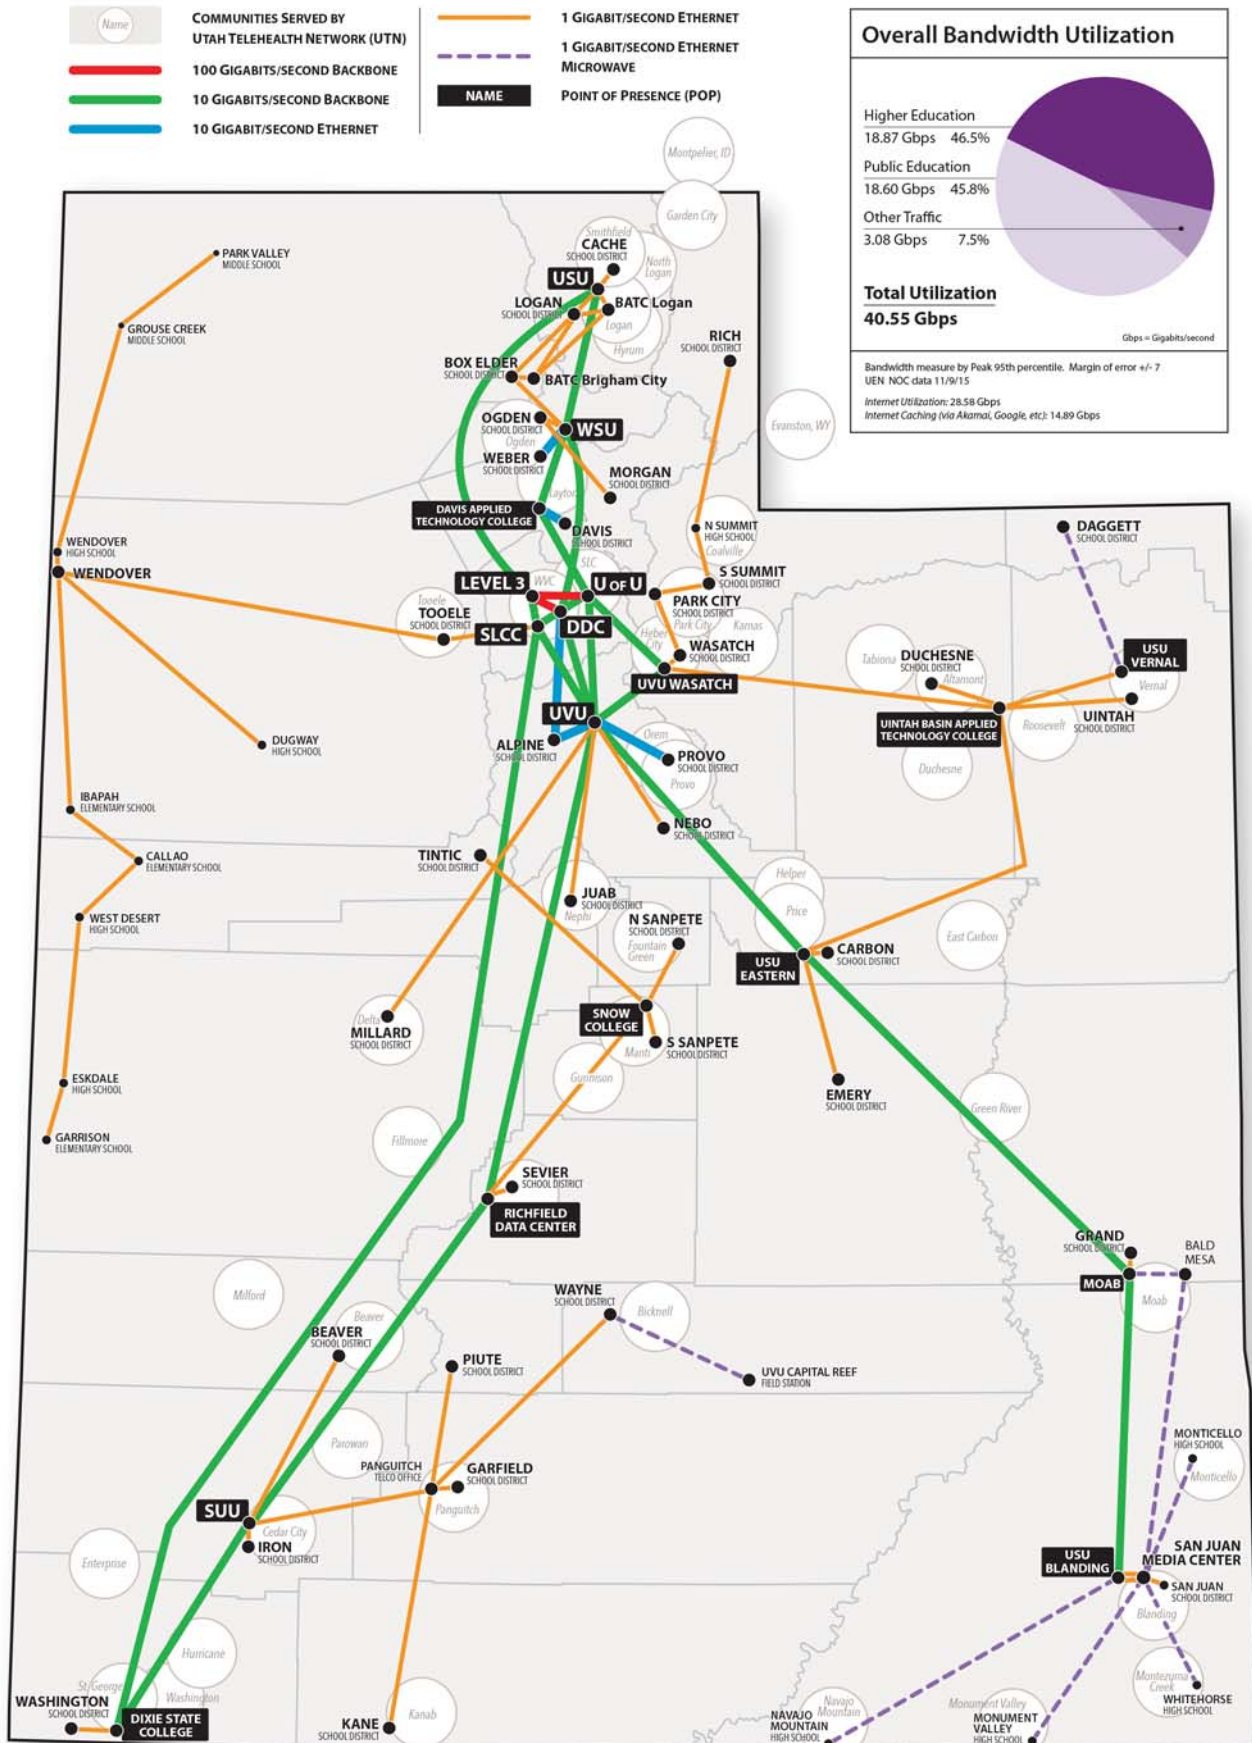 Name
COMMUNITIES SERVED BY
UTAH TELEHEALTH NETWORK (UTN)
100 GIGABITS/SECOND BACKBONE
10 GIGABITS/SECOND BACKBONE
10 GIGABIT/SECOND ETHERNET
1 GIGABIT/SECOND ETHERNET
1 GIGABIT/SECOND ETHERNET
MICROWAVE
NAME
POINT OF PRESENCE (POP)
Overall Bandwidth Utilization
Higher Education
18.87 Gbps 46.5%
Public Education
18.60 Gbps 45.8%
Other Traffic
3.08 Gbps 7.5%
Total Utilization
40.55 Gbps
Gbps = Gigabits/second
Bandwidth measure by Peak 95th percentile. Margin of error +/- 7
UEN NOC data 11/9/15
Internet Utilization: 28.58 Gbps
Internet Caching (via Akamai, Google, etc): 14.89 Gbps
Montpelier, ID
Garden City
Smithfield
CACHE
SCHOOL DISTRICT
North
Logan
USU
LOGAN
SCHOOL DISTRICT
BATC Logan
Logan
Hyrum
PARK VALLEY
MIDDLE SCHOOL
GROUSE CREEK
MIDDLE SCHOOL
RICH
SCHOOL DISTRICT
BOX ELDER
SCHOOL DISTRICT
BATC Brigham City
OGDEN
SCHOOL DISTRICT
Ogden
WSU
Evanston, WY
WEBER
SCHOOL DISTRICT
MORGAN
SCHOOL DISTRICT
Layton
DAVIS APPLIED
TECHNOLOGY COLLEGE
DAVIS
SCHOOL DISTRICT
N SUMMIT
HIGH SCHOOL
Coalville
DAGGETT
SCHOOL DISTRICT
WENDOVER
HIGH SCHOOL
WENDOVER
SLC
LEVEL 3
WVC
U OF U
S SUMMIT
SCHOOL DISTRICT
Tooele
TOOELE
SCHOOL DISTRICT
PARK CITY
SCHOOL DISTRICT
Park City
Kamas
SLCC
DDC
Heber
City
WASATCH
SCHOOL DISTRICT
UVU WASATCH
Tabiona
DUCHESNE
SCHOOL DISTRICT
Altamont
USU
VERNAL
Vernal
UINTAH BASIN APPLIED
TECHNOLOGY COLLEGE
Roosevelt
UINTAH
SCHOOL DISTRICT
Duchesne
UVU
Orem
ALPINE
SCHOOL DISTRICT
PROVO
SCHOOL DISTRICT
Provo
DUGWAY
HIGH SCHOOL
IBAPAH
ELEMENTARY SCHOOL
NEBO
SCHOOL DISTRICT
CALLAO
ELEMENTARY SCHOOL
TINTIC
SCHOOL DISTRICT
Helper
Price
JUAB
SCHOOL DISTRICT
Nephi
WEST DESERT
HIGH SCHOOL
N SANPETE
SCHOOL DISTRICT
Fountain
Green
East Carbon
USU
EASTERN
CARBON
SCHOOL DISTRICT
Delta
MILLARD
SCHOOL DISTRICT
SNOW
COLLEGE
S SANPETE
SCHOOL DISTRICT
Manti
Gunnison
EMERY
SCHOOL DISTRICT
Green River
ESKDALE
HIGH SCHOOL
GARRISON
ELEMENTARY SCHOOL
Fillmore
SEVIER
SCHOOL DISTRICT
RICHFIELD
DATA CENTER
GRAND
SCHOOL DISTRICT
BALD
MESA
MOAB
Moab
Milford
WAYNE
SCHOOL DISTRICT
Bicknell
Beaver
BEAVER
SCHOOL DISTRICT
PIUTE
SCHOOL DISTRICT
UVU CAPITAL REEF
FIELD STATION
Parowan
PANGUITCH
TELCO OFFICE
GARFIELD
SCHOOL DISTRICT
Panguitch
MONTICELLO
HIGH SCHOOL
Monticello
SUU
Cedar City
IRON
SCHOOL DISTRICT
Enterprise
USU
BLANDING
SAN JUAN
MEDIA CENTER
SAN JUAN
SCHOOL DISTRICT
Blanding
Hurricane
St. George
Washington
WASHINGTON
SCHOOL DISTRICT
DIXIE STATE
COLLEGE
KANE
SCHOOL DISTRICT
Kanab
Navajo
Mountain
NAVAJO
MOUNTAIN
HIGH SCHOOL
Monument Valley
MONUMENT
VALLEY
HIGH SCHOOL
Montezuma
Creek
WHITEHORSE
HIGH SCHOOL